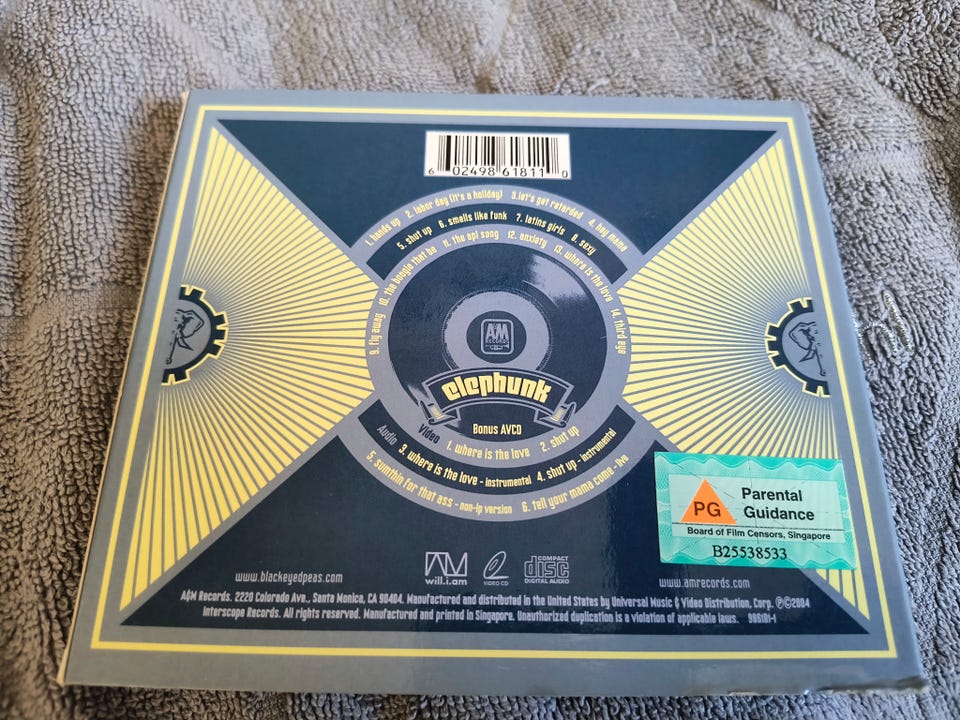 6 02498 61811 0
1. hands up 2. labor day (it's a holiday) 3. let's get retarded 4. hey mama
5. shut up 6. smells like funk 7. latins girls 8. sexy
9. fly away 10. the boogie that be 11. the apl song 12. anxiety 13. where is the love 14. third eye
A&M
RECORDS
elephunk
Bonus AVCD
Video 1. where is the love 2. shut up
Audio 3. where is the love - instrumental 4. shut up - instrumental
5. sumthin for that ass - non-lp version 6. tell your mama come - live
PG Parental
Guidance
Board of Film Censors, Singapore
B25538533
will.i.am
VIDEO CD
COMPACT
disc
DIGITAL AUDIO
www.blackeyedpeas.com
www.amrecords.com
A&M Records. 2220 Colorado Ave., Santa Monica, CA 90404. Manufactured and distributed in the United States by Universal Music & Video Distribution, Corp. ℗©2004
Interscope Records. All rights reserved. Manufactured and printed in Singapore. Unauthorized duplication is a violation of applicable laws. 986181-1